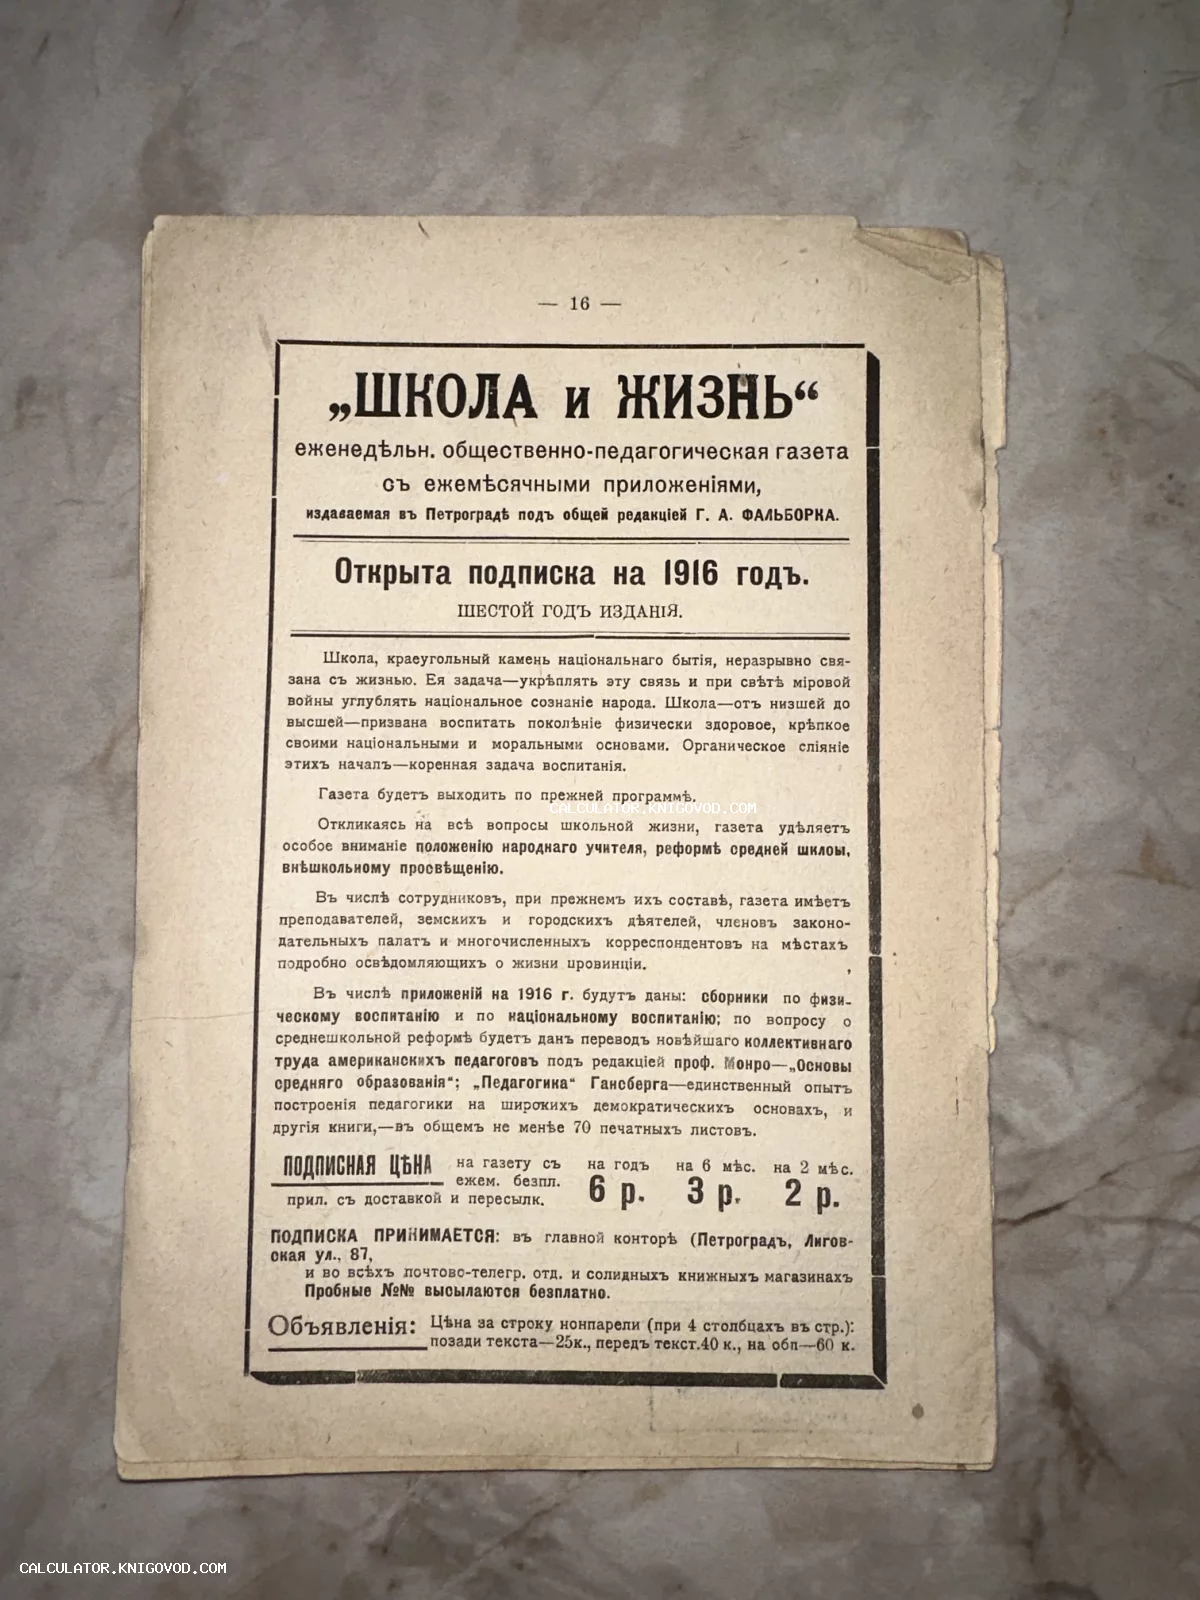 — 16 —
„ШКОЛА и ЖИЗНЬ“
еженедѣльн. общественно-педагогическая газета
съ ежемѣсячными приложеніями,
издаваемая въ Петроградѣ подъ общей редакціей Г. А. ФАЛЬБОРКА.
Открыта подписка на 1916 годъ.
ШЕСТОЙ ГОДЪ ИЗДАНІЯ.
Школа, краеугольный камень національнаго бытія, неразрывно свя-
зана съ жизнью. Ея задача—укрѣплять эту связь и при свѣтѣ міровой
войны углублять національное сознаніе народа. Школа—отъ низшей до
высшей—призвана воспитать поколѣніе физически здоровое, крѣпкое
своими національными и моральными основами. Органическое сліяніе
этихъ началъ—коренная задача воспитанія.
Газета будетъ выходить по прежней программѣ.
CALCULATOR.KNIGOVOD.COM
Откликаясь на всѣ вопросы школьной жизни, газета удѣляетъ
особое вниманіе положенію народнаго учителя, реформѣ средней шилоы,
внѣшкольному просвѣщенію.
Въ числѣ сотрудниковъ, при прежнемъ ихъ составѣ, газета имѣетъ
преподавателей, земскихъ и городскихъ дѣятелей, членовъ законо-
дательныхъ палатъ и многочисленныхъ корреспондентовъ на мѣстахъ
подробно освѣдомляющихъ о жизни провинціи.
Въ числѣ приложеній на 1916 г. будутъ даны: сборники по физи-
ческому воспитанію и по національному воспитанію; по вопросу о
среднешкольной реформѣ будетъ данъ переводъ новѣйшаго коллективнаго
труда американскихъ педагоговъ подъ редакціей проф. Монро—„Основы
средняго образованія“; „Педагогика“ Гансберга—единственный опытъ
построенія педагогики на широкихъ демократическихъ основахъ, и
другія книги,—въ общемъ не менѣе 70 печатныхъ листовъ.
ПОДПИСНАЯ ЦѢНА на газету съ ежем. безпл. прил. съ доставкой и пересылк.
на годъ 6 р. на 6 мѣс. 3 р. на 2 мѣс. 2 р.
ПОДПИСКА ПРИНИМАЕТСЯ: въ главной конторѣ (Петроградъ, Лигов-
ская ул., 87,
и во всѣхъ почтово-телегр. отд. и солидныхъ книжныхъ магазинахъ
Пробные №№ высылаются безплатно.
Объявленія: Цѣна за строку нонпарели (при 4 столбцахъ въ стр.):
позади текста—25к., передъ текст.40 к., на обл—60 к.
CALCULATOR.KNIGOVOD.COM